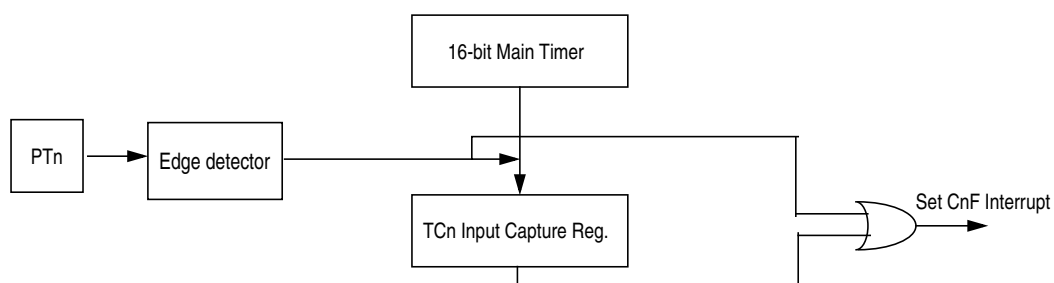 16-bit Main Timer
PTn
Edge detector
Set CnF Interrupt
TCn Input Capture Reg.